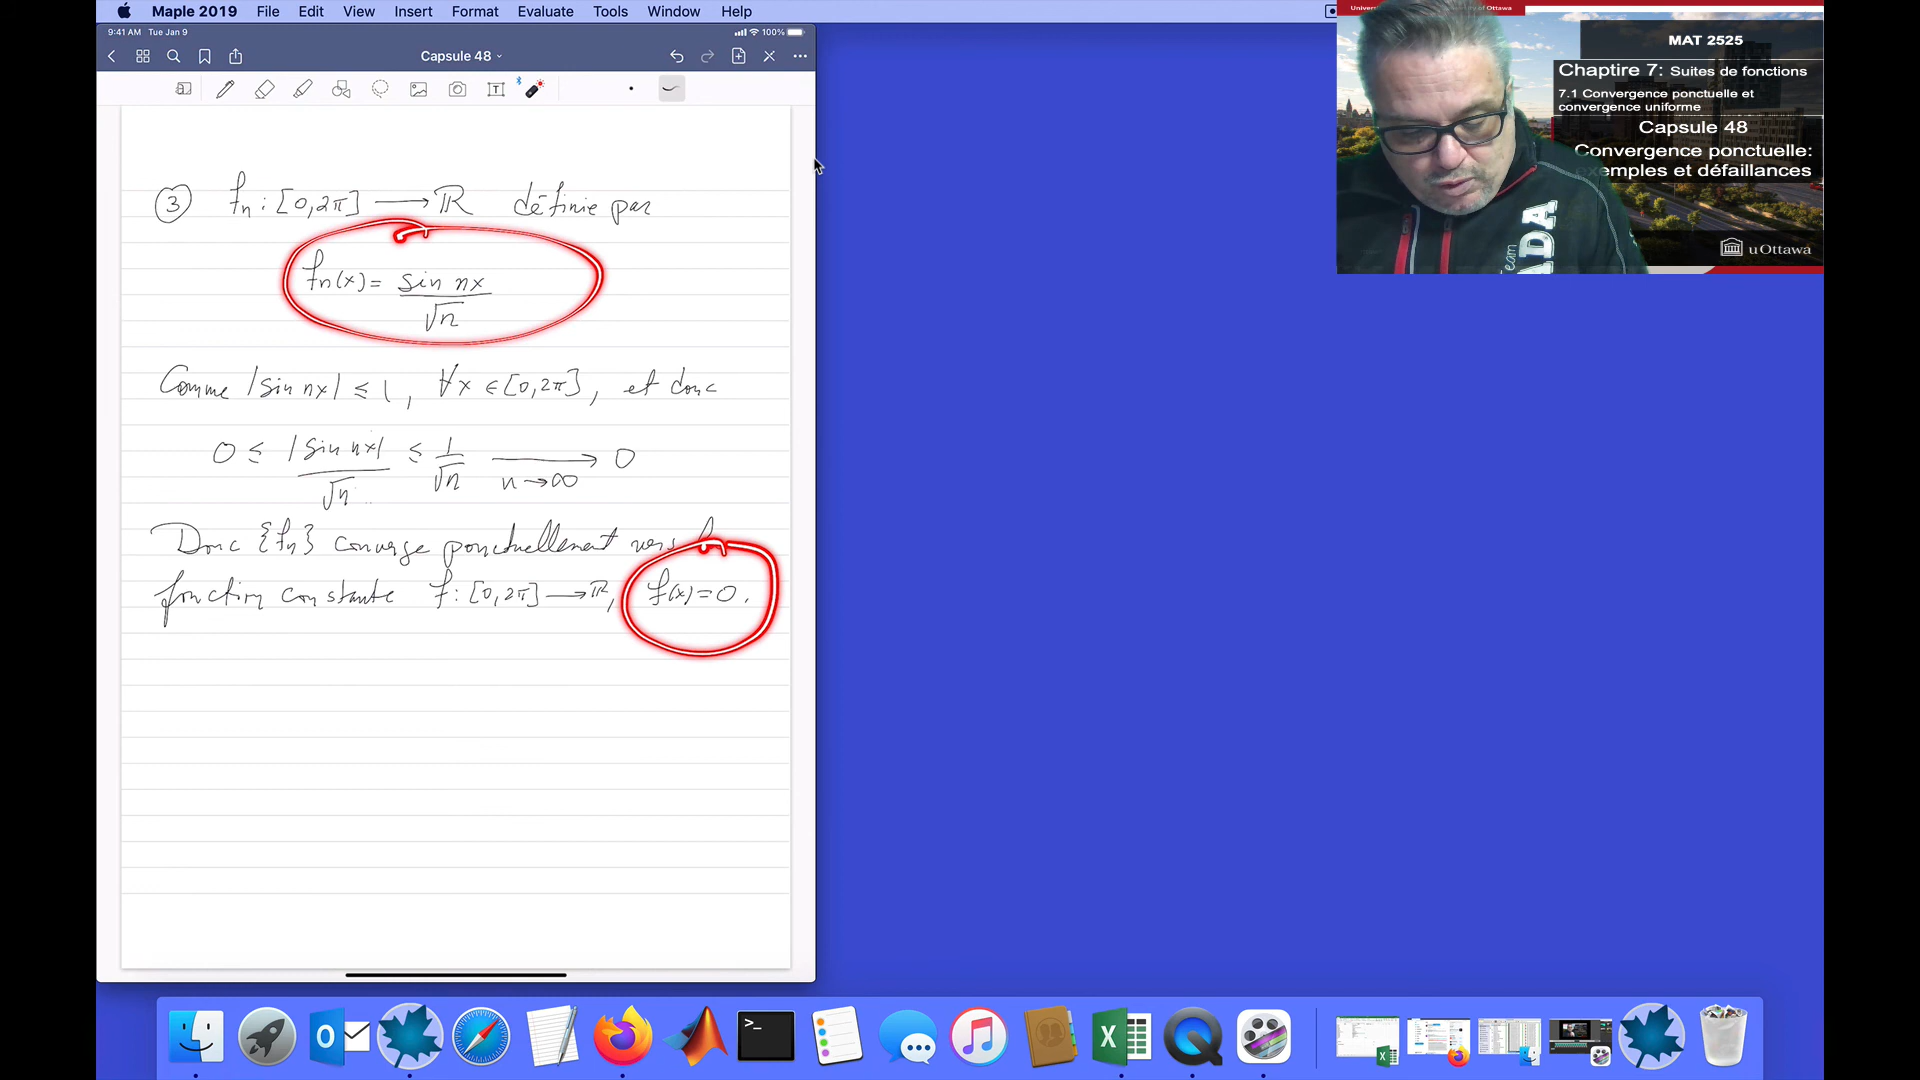 Maple 2019 File Edit View Insert Format Evaluate Tools Window Help
9:41 AM Tue Jan 9
100%
Capsule 48
T
③ fn : [0,2π] → ℝ définie par
fn(x) = sin nx / √n
Comme |sin nx| ≤ 1, ∀x ∈ [0,2π], et donc
0 ≤ |sin nx| / √n ≤ 1/√n → 0
n → ∞
Donc {fn} converge ponctuellement vers la
fonction constante f : [0,2π] → ℝ, f(x) = 0.
MAT 2525
Chaptire 7: Suites de fonctions
7.1 Convergence ponctuelle et
convergence uniforme
Capsule 48
Convergence ponctuelle:
exemples et défaillances
uOttawa
Team
ADA